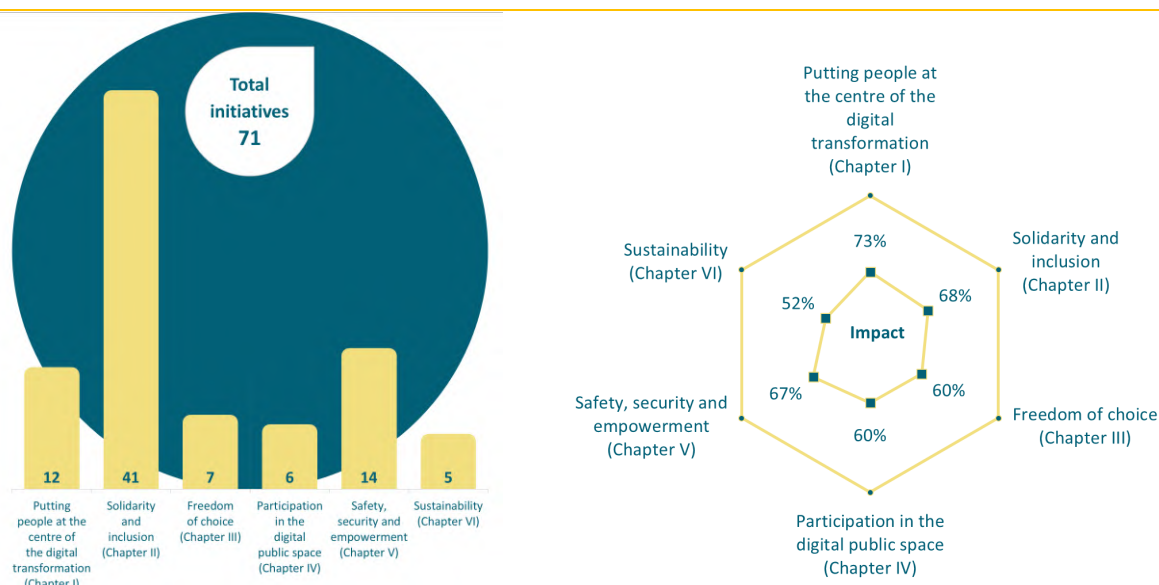 Total
initiatives
71
12
41
7
6
14
5
Putting
people at the
centre of
the digital
transformation
(Chapter I)
Solidarity
and
inclusion
(Chapter II)
Freedom
of choice
(Chapter III)
Participation
in the
digital
public space
(Chapter IV)
Safety,
security and
empowerment
(Chapter V)
Sustainability
(Chapter VI)
Putting people at
the centre of the
digital
transformation
(Chapter I)
Solidarity and
inclusion
(Chapter II)
Freedom of choice
(Chapter III)
Participation in the
digital public space
(Chapter IV)
Safety, security and
empowerment
(Chapter V)
Sustainability
(Chapter VI)
73%
68%
60%
60%
67%
52%
Impact